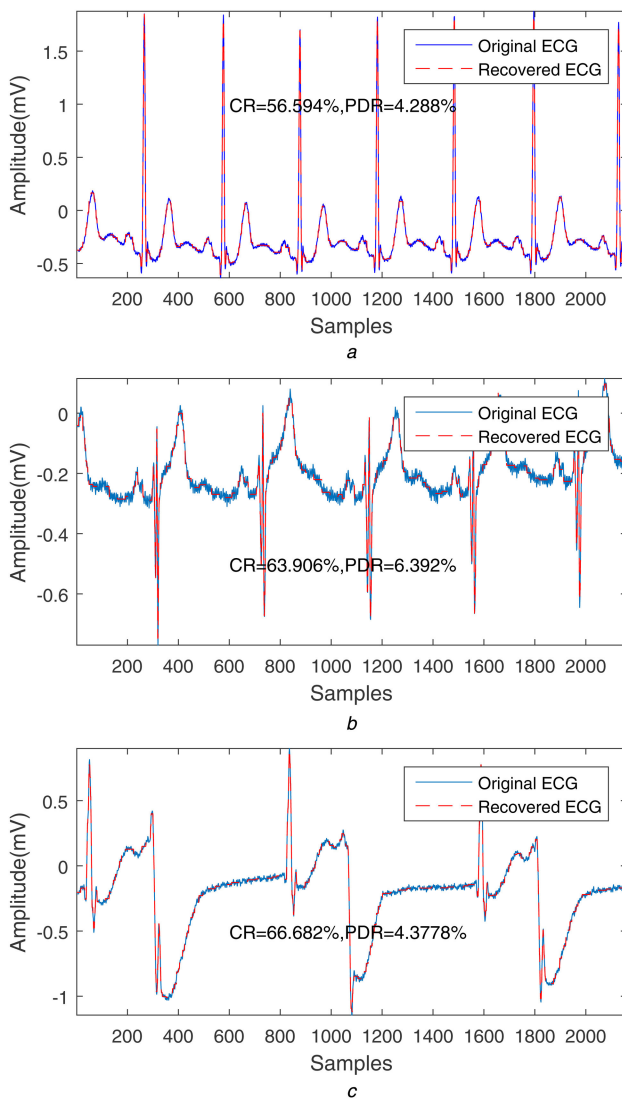 Amplitude(mV)
1.5
1
0.5
0
-0.5
Original ECG
Recovered ECG
CR=56.594%,PDR=4.288%
200 400 600 800 1000 1200 1400 1600 1800 2000
Samples
a
Amplitude(mV)
0
-0.2
-0.4
-0.6
Original ECG
Recovered ECG
CR=63.906%,PDR=6.392%
200 400 600 800 1000 1200 1400 1600 1800 2000
Samples
b
Amplitude(mV)
0.5
0
-0.5
-1
Original ECG
Recovered ECG
CR=66.682%,PDR=4.3778%
200 400 600 800 1000 1200 1400 1600 1800 2000
Samples
c